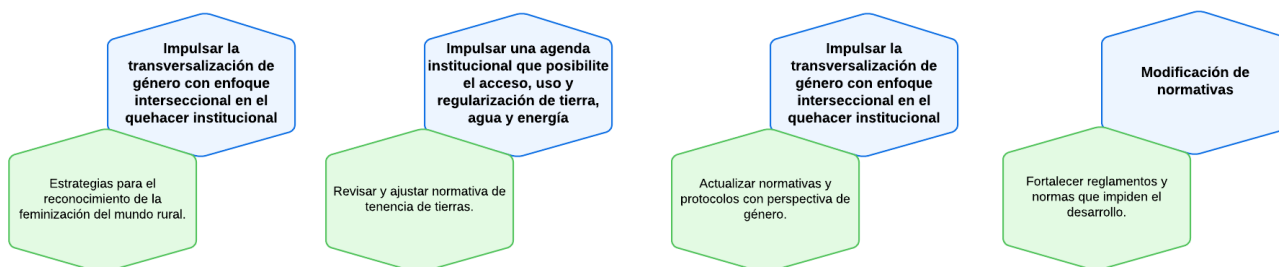 Impulsar la
transversalización de
género con enfoque
interseccional en el
quehacer institucional
Estrategias para el
reconocimiento de la
feminización del mundo rural.
Impulsar una agenda
institucional que posibilite
el acceso, uso y
regularización de tierra,
agua y energía
Revisar y ajustar normativa de
tenencia de tierras.
Impulsar la
transversalización de
género con enfoque
interseccional en el
quehacer institucional
Actualizar normativas y
protocolos con perspectiva de
género.
Modificación de
normativas
Fortalecer reglamentos y
normas que impiden el
desarrollo.